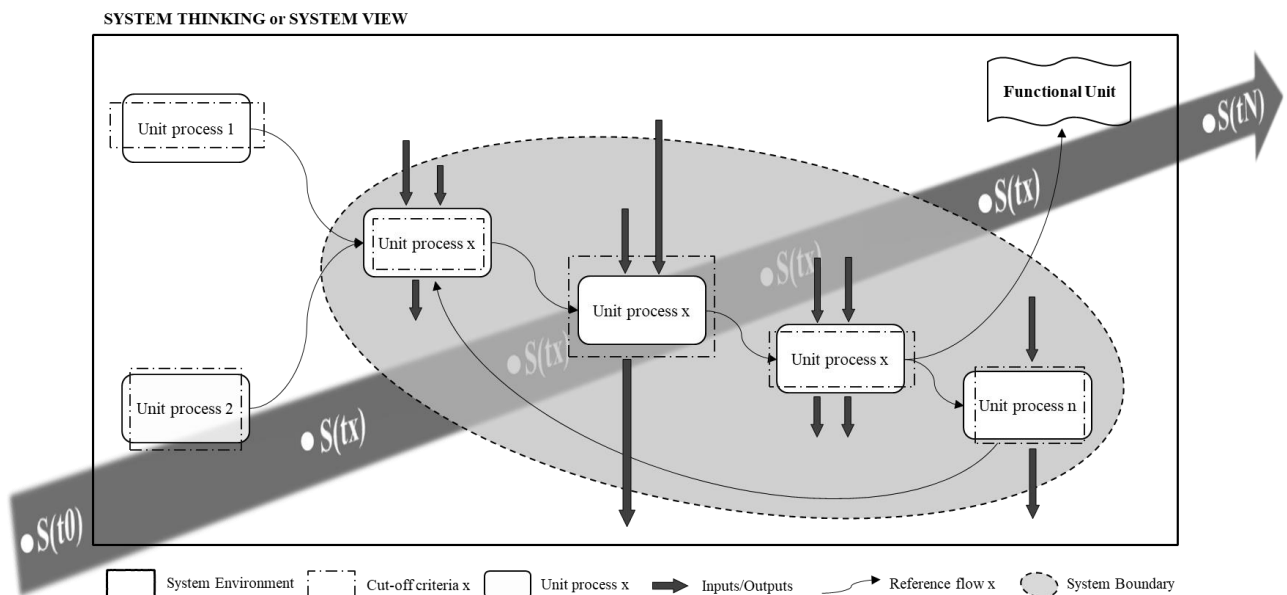 SYSTEM THINKING or SYSTEM VIEW
Functional Unit
S(tN)
Unit process 1
S(tx)
Unit process x
S(tx)
Unit process x
S(tx)
Unit process x
Unit process 2
Unit process n
S(tx)
S(t0)
System Environment
Cut-off criteria x
Unit process x
Inputs/Outputs
Reference flow x
System Boundary